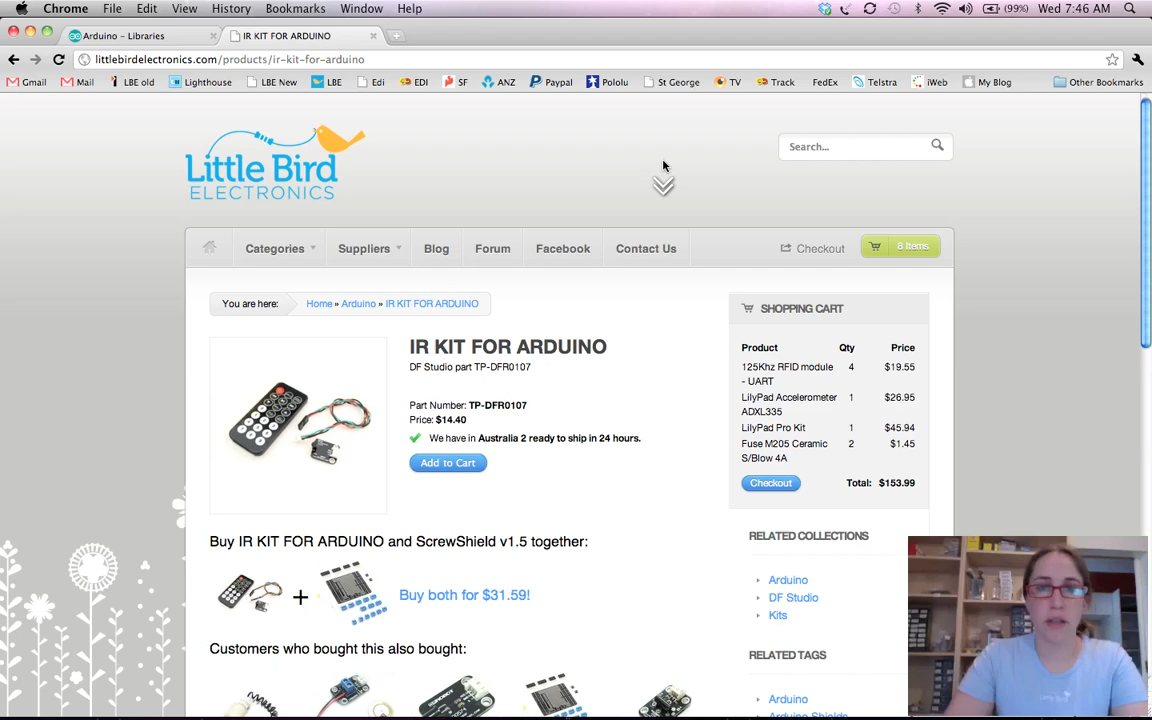 Chrome File Edit View History Bookmarks Window Help (99%) Wed 7:46 AM
Arduino - Libraries IR KIT FOR ARDUINO
littlebirdelectronics.com/products/ir-kit-for-arduino
Gmail Mail LBE old Lighthouse LBE New LBE Edi EDI SF ANZ Paypal Pololu St George TV Track FedEx Telstra iWeb My Blog Other Bookmarks
Little Bird
ELECTRONICS
Search...
Categories Suppliers Blog Forum Facebook Contact Us Checkout 8 Items
You are here: Home » Arduino » IR KIT FOR ARDUINO
IR KIT FOR ARDUINO
DF Studio part TP-DFR0107
Part Number: TP-DFR0107
Price: $14.40
We have in Australia 2 ready to ship in 24 hours.
Add to Cart
SHOPPING CART
Product Qty Price
125Khz RFID module 4 $19.55
- UART
LilyPad Accelerometer 1 $26.95
ADXL335
LilyPad Pro Kit 1 $45.94
Fuse M205 Ceramic 2 $1.45
S/Blow 4A
Checkout Total: $153.99
Buy IR KIT FOR ARDUINO and ScrewShield v1.5 together:
+ Buy both for $31.59!
Customers who bought this also bought:
RELATED COLLECTIONS
Arduino
DF Studio
Kits
RELATED TAGS
Arduino
Arduino Shields